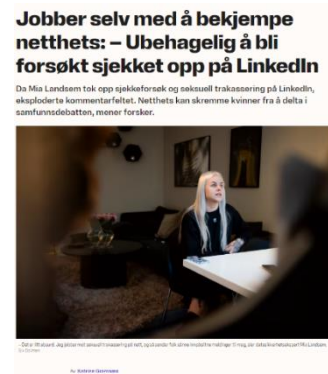 Jobber selv med å bekjempe
netthets: – Ubehagelig å bli
forsøkt sjekket opp på LinkedIn
Da Mia Landsem tok opp sjekkeforsøk og seksuell trakassering på LinkedIn,
eksploderte kommentarfeltet. Netthets kan skremme kvinner fra å delta i
samfunnsdebatten, mener forsker.